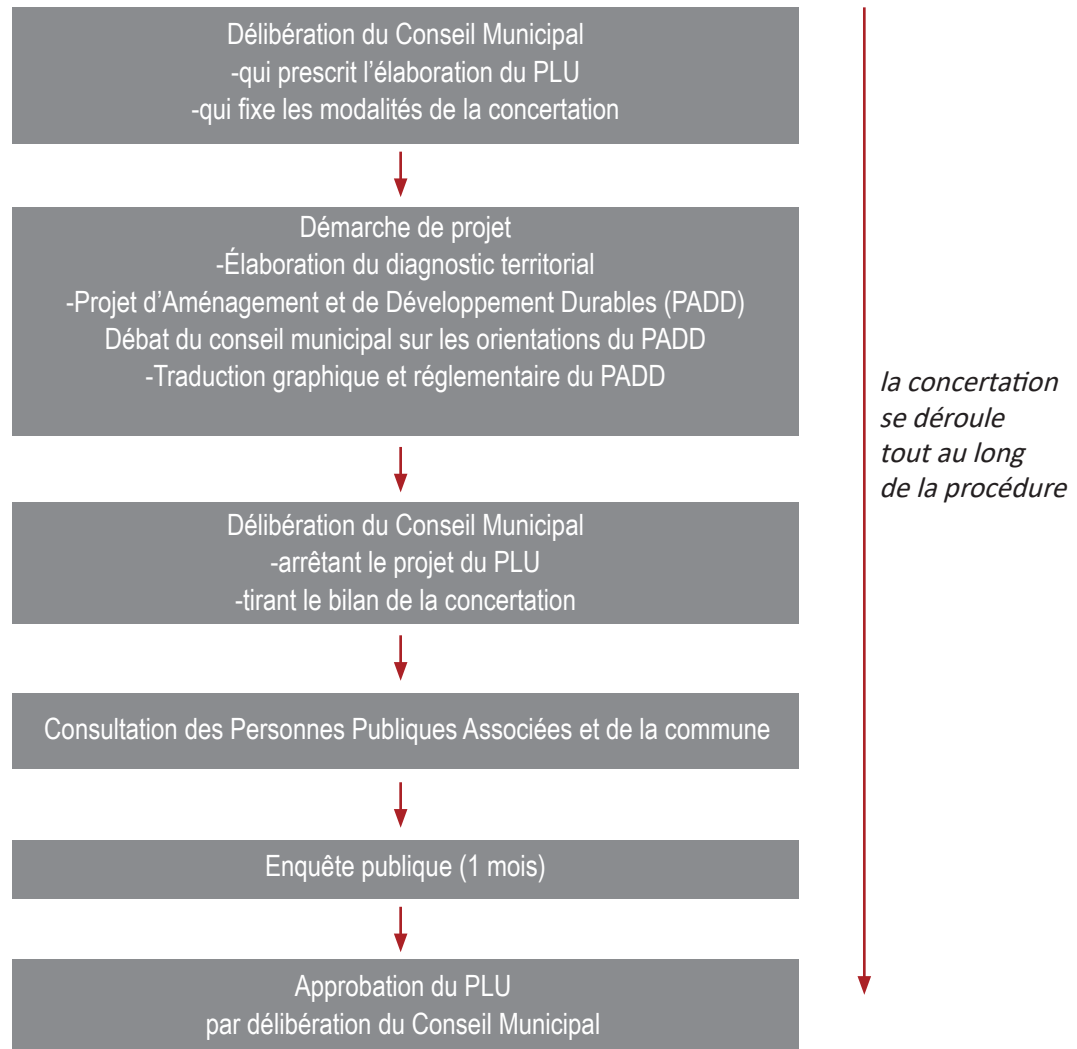 Délibération du Conseil Municipal
-qui prescrit l’élaboration du PLU
-qui fixe les modalités de la concertation
Démarche de projet
-Élaboration du diagnostic territorial
-Projet d’Aménagement et de Développement Durables (PADD)
Débat du conseil municipal sur les orientations du PADD
-Traduction graphique et réglementaire du PADD
Délibération du Conseil Municipal
-arrêtant le projet du PLU
-tirant le bilan de la concertation
Consultation des Personnes Publiques Associées et de la commune
Enquête publique (1 mois)
Approbation du PLU
par délibération du Conseil Municipal
la concertation
se déroule
tout au long
de la procédure